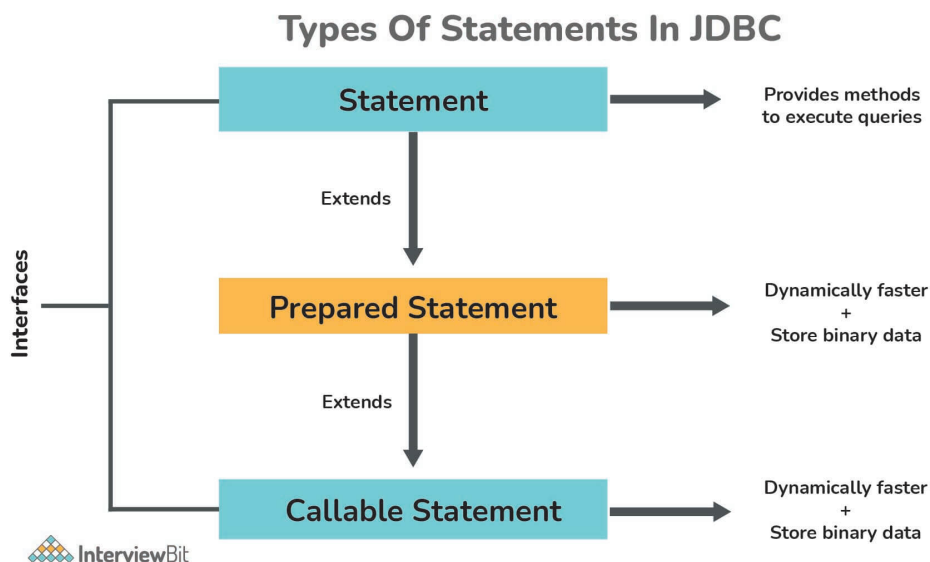 Types Of Statements In JDBC
Statement
Provides methods
to execute queries
Extends
Interfaces
Prepared Statement
Dynamically faster
+
Store binary data
Extends
Callable Statement
Dynamically faster
+
Store binary data
InterviewBit